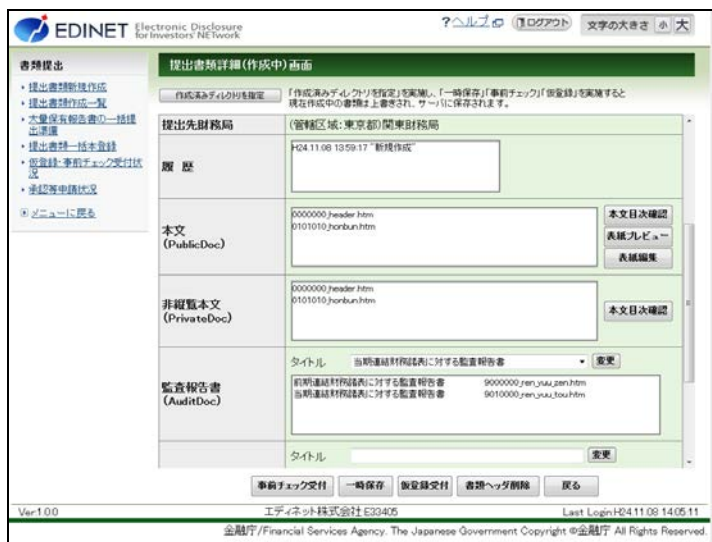 EDINET Electronic Disclosure for Investors' NETwork
?ヘルプ ログアウト 文字の大きさ 小 大
書類提出
・提出書類新規作成
・提出書類作成一覧
・大量保有報告書の一括提出準備
・提出書類一括本登録
・仮登録・事前チェック受付状況
・承認等申請状況
メニューに戻る
提出書類詳細(作成中)画面
作成済みディレクトリを指定
「作成済みディレクトリを指定」を実施し、「一時保存」「事前チェック」「仮登録」を実施すると
現在作成中の書類は上書きされ、サーバに保存されます。
提出先財務局 (管轄区域:東京都)関東財務局
履 歴
H24.11.08 13:59:17 "新規作成"
本文
(PublicDoc)
0000000_header.htm
0101010_honbun.htm
本文目次確認
表紙プレビュー
表紙編集
非縦覧本文
(PrivateDoc)
0000000_header.htm
0101010_honbun.htm
本文目次確認
監査報告書
(AuditDoc)
タイトル 当期連結財務諸表に対する監査報告書 変更
前期連結財務諸表に対する監査報告書 9000000_ren_yuu_zen.htm
当期連結財務諸表に対する監査報告書 9010000_ren_yuu_tou.htm
タイトル 変更
事前チェック受付 一時保存 仮登録受付 書類ヘッダ削除 戻る
Ver.1.0.0 エディネット株式会社:E33405 Last Login:H24.11.08 14:05:11
金融庁/Financial Services Agency. The Japanese Government Copyright ©金融庁 All Rights Reserved.